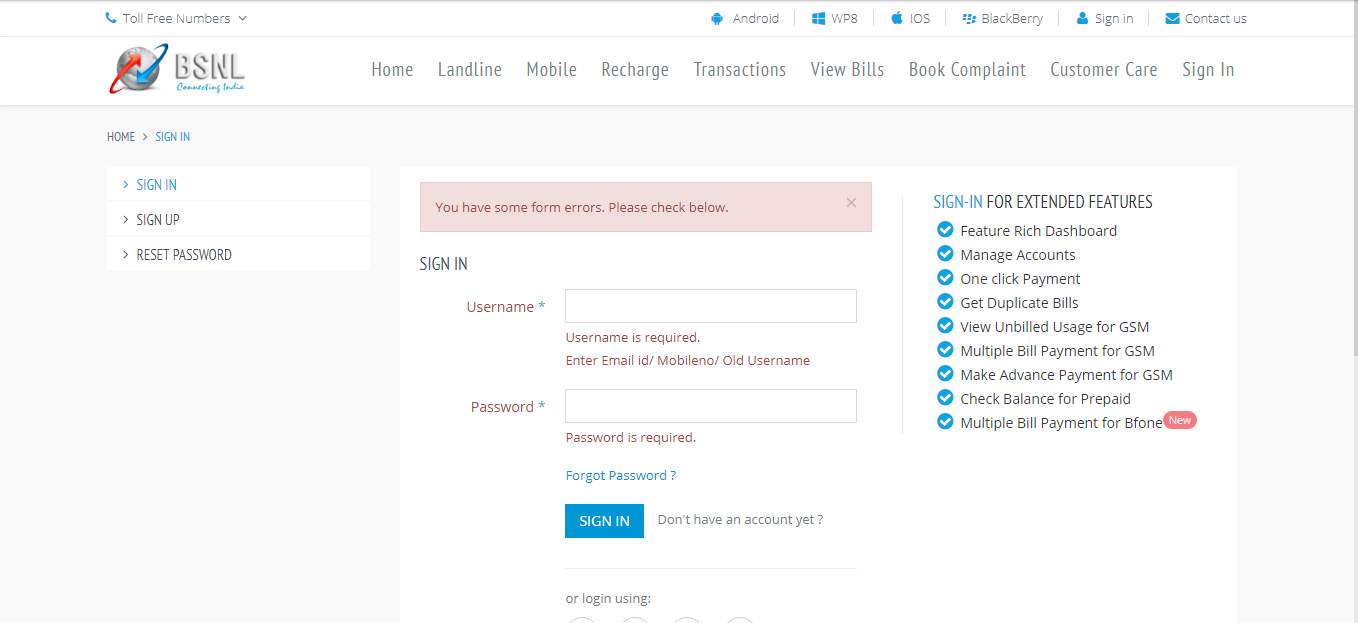 Toll Free Numbers
Android
WP8
IOS
BlackBerry
Sign in
Contact us
BSNL
Connecting India
Home
Landline
Mobile
Recharge
Transactions
View Bills
Book Complaint
Customer Care
Sign In
HOME > SIGN IN
> SIGN IN
> SIGN UP
> RESET PASSWORD
You have some form errors. Please check below. ×
SIGN IN
Username *
Username is required.
Enter Email id/ Mobileno/ Old Username
Password *
Password is required.
Forgot Password ?
SIGN IN
Don't have an account yet ?
or login using:
SIGN-IN FOR EXTENDED FEATURES
Feature Rich Dashboard
Manage Accounts
One click Payment
Get Duplicate Bills
View Unbilled Usage for GSM
Multiple Bill Payment for GSM
Make Advance Payment for GSM
Check Balance for Prepaid
Multiple Bill Payment for Bfone New